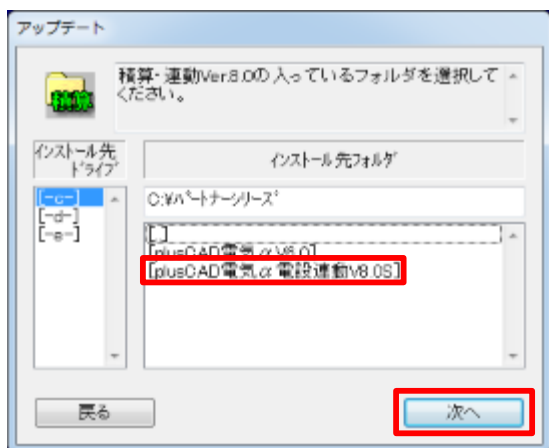 アップデート
積算・連動Ver.8.0の入っているフォルダを選択して
ください。
積算
インストール先
ドライブ
インストール先フォルダ
[-c-]
[-d-]
[-e-]
C:¥パートナーシリーズ
[..]
[plusCAD電気α V8.0]
[plusCAD電気α 電設連動V8.0S]
戻る
次へ